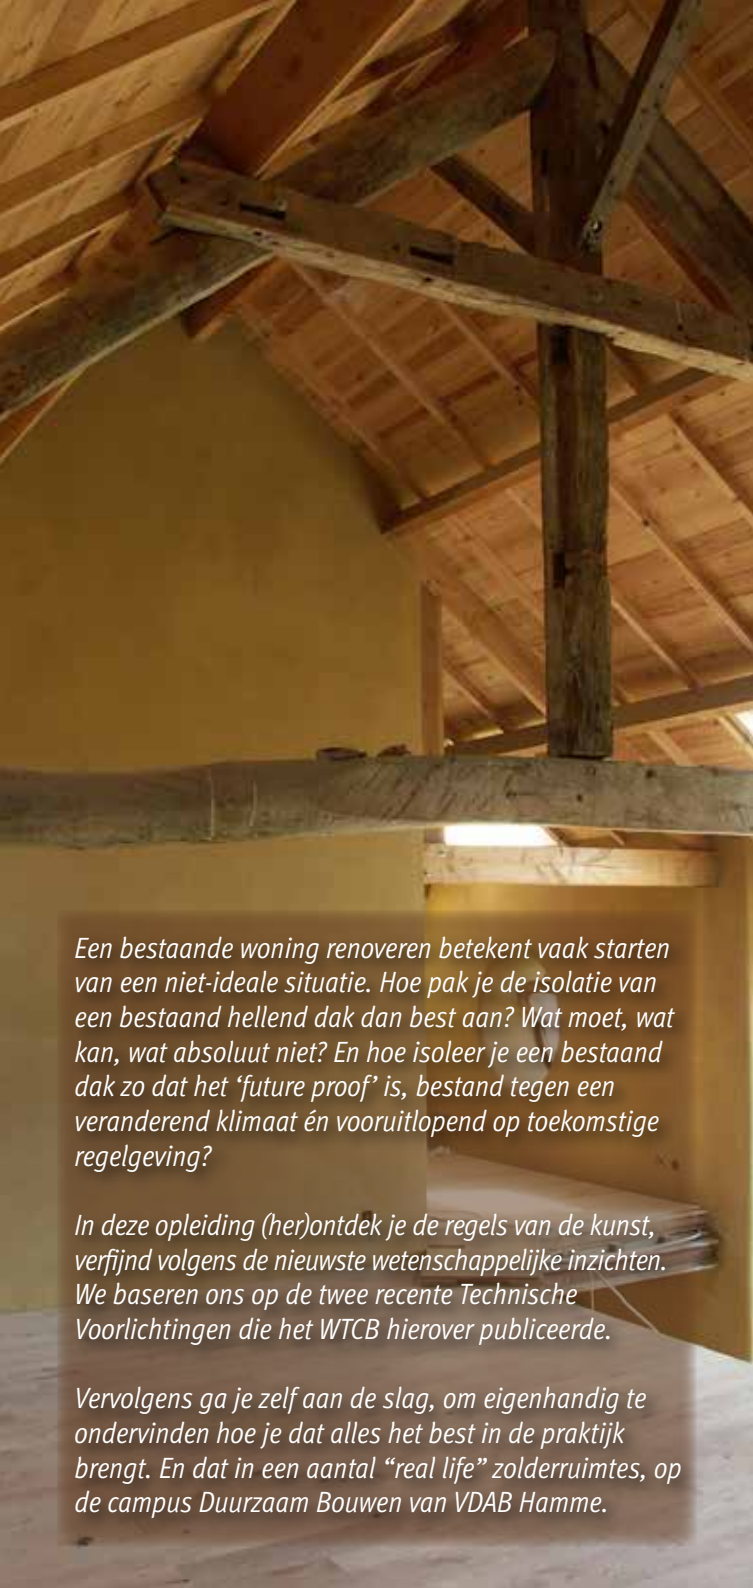 Een bestaande woning renoveren betekent vaak starten
van een niet-ideale situatie. Hoe pak je de isolatie van
een bestaand hellend dak dan best aan? Wat moet, wat
kan, wat absoluut niet? En hoe isoleer je een bestaand
dak zo dat het ‘future proof’ is, bestand tegen een
veranderend klimaat én vooruitlopend op toekomstige
regelgeving?

In deze opleiding (her)ontdek je de regels van de kunst,
verfijnd volgens de nieuwste wetenschappelijke inzichten.
We baseren ons op de twee recente Technische
Voorlichtingen die het WTCB hierover publiceerde.

Vervolgens ga je zelf aan de slag, om eigenhandig te
ondervinden hoe je dat alles het best in de praktijk
brengt. En dat in een aantal “real life” zolderruimtes, op
de campus Duurzaam Bouwen van VDAB Hamme.